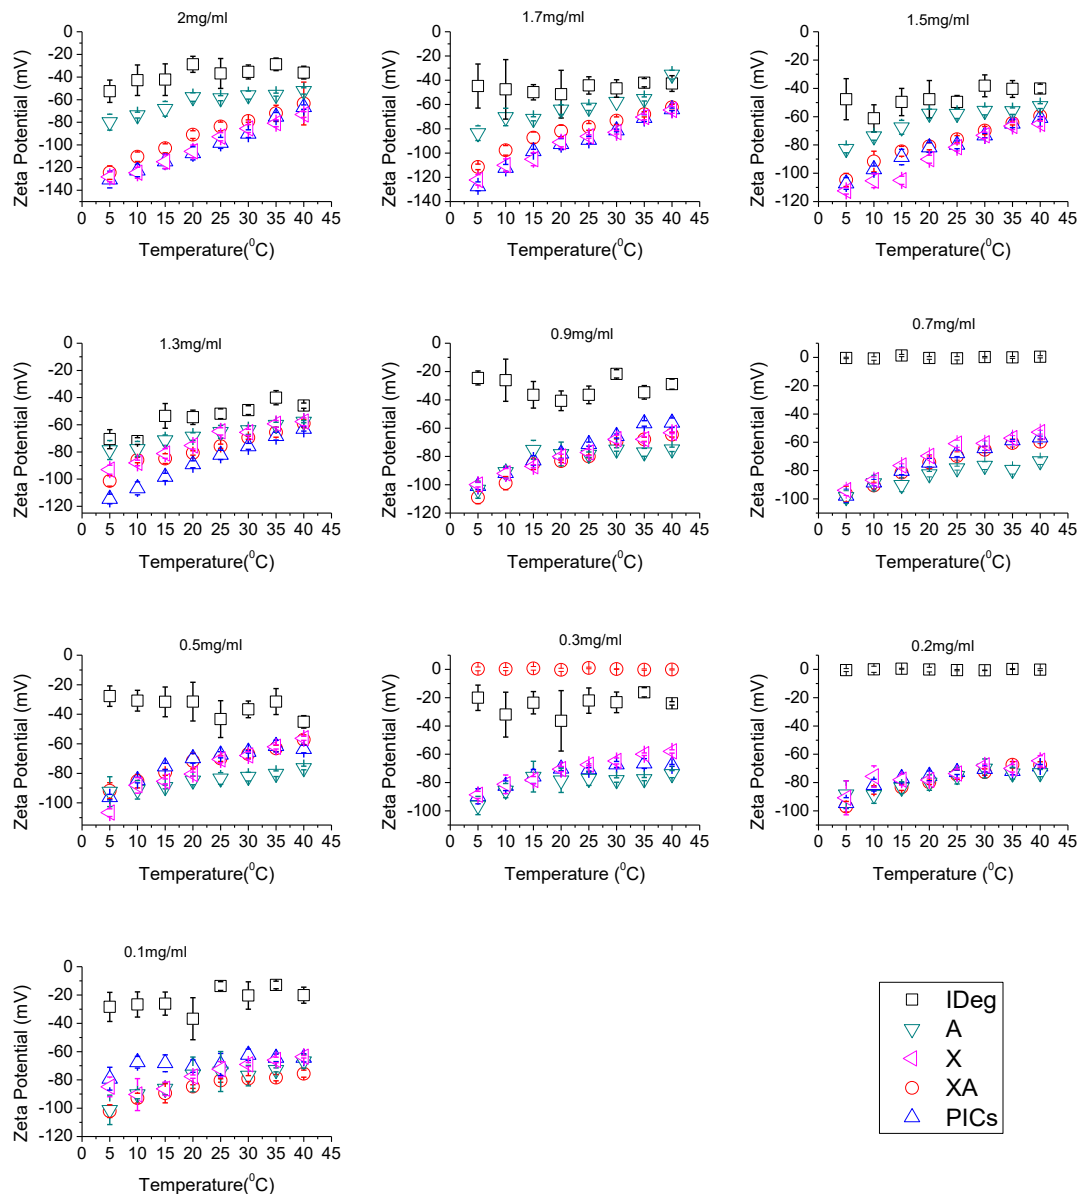 2mg/ml
1.7mg/ml
1.5mg/ml
0
-20
-40
-60
-80
-100
-120
-140
Zeta Potential (mV)
0 5 10 15 20 25 30 35 40 45
Temperature(⁰C)
0
-20
-40
-60
-80
-100
-120
-140
Zeta Potential (mV)
0 5 10 15 20 25 30 35 40 45
Temperature(⁰C)
0
-20
-40
-60
-80
-100
-120
Zeta Potential (mV)
0 5 10 15 20 25 30 35 40 45
Temperature(⁰C)
1.3mg/ml
0.9mg/ml
0.7mg/ml
0
-20
-40
-60
-80
-100
-120
Zeta Potential (mV)
0 5 10 15 20 25 30 35 40 45
Temperature(⁰C)
0
-20
-40
-60
-80
-100
-120
Zeta Potential (mV)
0 5 10 15 20 25 30 35 40 45
Temperature(⁰C)
0
-20
-40
-60
-80
-100
Zeta Potential (mV)
0 5 10 15 20 25 30 35 40 45
Temperature(⁰C)
0.5mg/ml
0.3mg/ml
0.2mg/ml
0
-20
-40
-60
-80
-100
Zeta Potential (mV)
0 5 10 15 20 25 30 35 40 45
Temperature(⁰C)
0
-20
-40
-60
-80
-100
Zeta Potential (mV)
0 5 10 15 20 25 30 35 40 45
Temperature (⁰C)
0
-20
-40
-60
-80
-100
Zeta Potential (mV)
0 5 10 15 20 25 30 35 40 45
Temperature (⁰C)
0.1mg/ml
0
-20
-40
-60
-80
-100
-120
Zeta Potential (mV)
0 5 10 15 20 25 30 35 40 45
Temperature(⁰C)
IDeg
A
X
XA
PICs